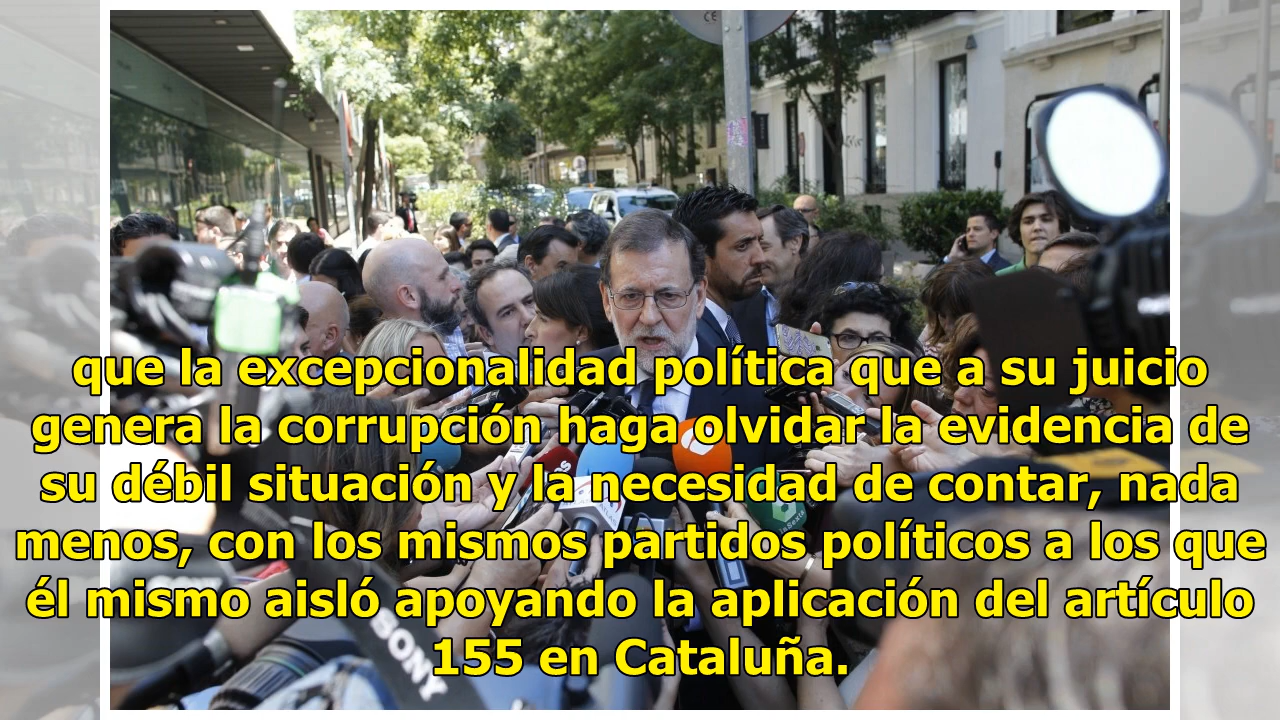 que la excepcionalidad política que a su juicio
genera la corrupción haga olvidar la evidencia de
su débil situación y la necesidad de contar, nada
menos, con los mismos partidos políticos a los que
él mismo aisló apoyando la aplicación del artículo
155 en Cataluña.
laSexta
SONY